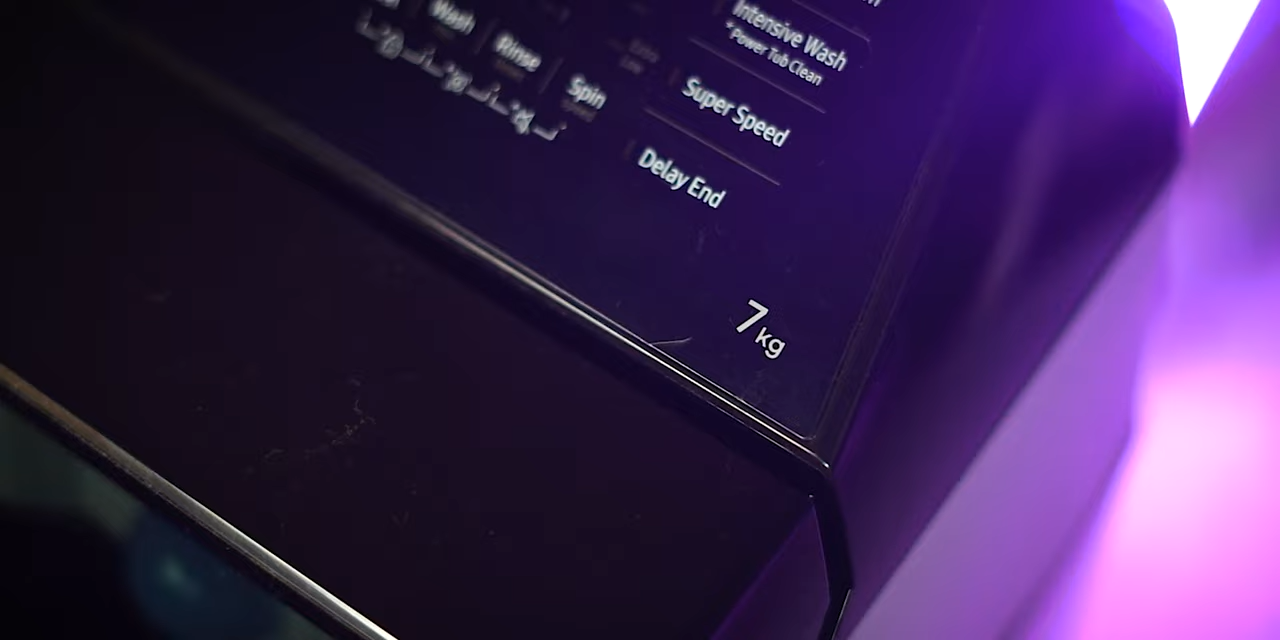 Wash
Rinse
Spin
Intensive Wash
*Power Tub Clean
Super Speed
Delay End
7kg